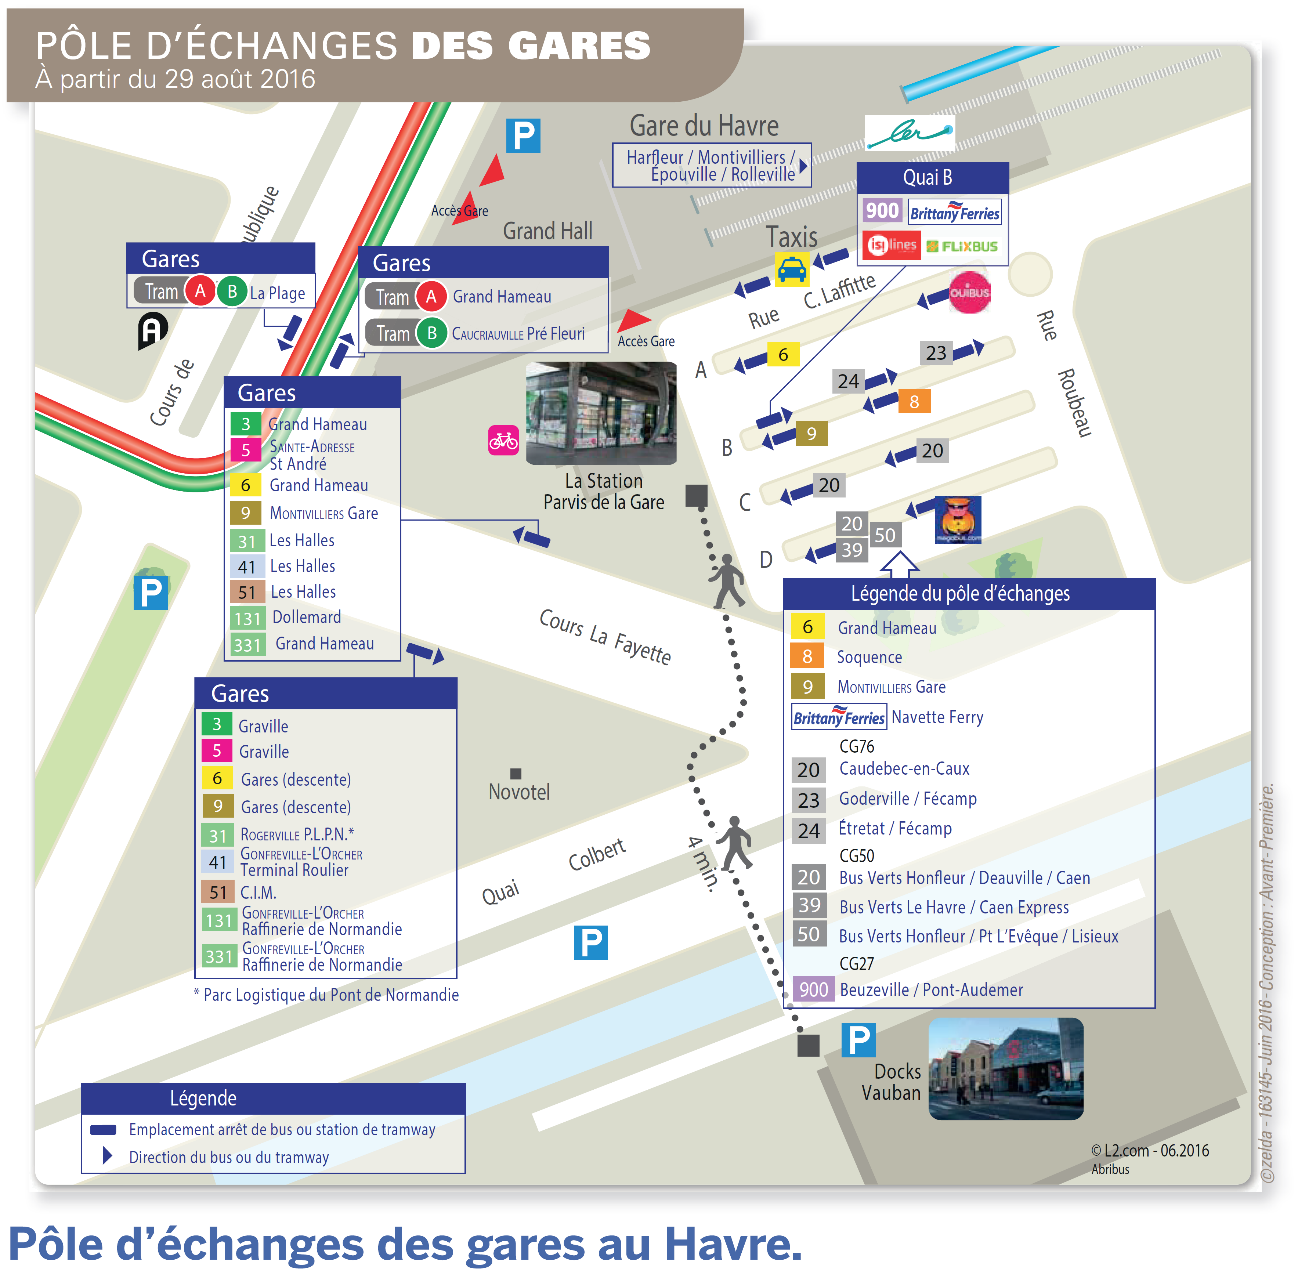 PÔLE D'ÉCHANGES DES GARES
À partir du 29 août 2016
P
Gare du Havre
Harfleur / Montivilliers /
Épouville / Rolleville
ler
Quai B
900 BrittanyFerries
isilines FLiXBUS
Accès Gare
Grand Hall
Taxis
Rue C. Laffitte
OUIBUS
Rue Roubeau
Gares
Tram A B La Plage
Gares
Tram A Grand Hameau
Tram B CAUCRIAUVILLE Pré Fleuri
Accès Gare
A
Cours de
ublique
A
6
23
24
8
B
9
20
C
20
20
39
50
D
megabus.com
La Station
Parvis de la Gare
Gares
3 Grand Hameau
5 SAINTE-ADRESSE
St André
6 Grand Hameau
9 MONTIVILLIERS Gare
31 Les Halles
41 Les Halles
51 Les Halles
131 Dollemard
331 Grand Hameau
P
Cours La Fayette
Gares
3 Graville
5 Graville
6 Gares (descente)
9 Gares (descente)
31 ROGERVILLE P.L.P.N.*
41 GONFREVILLE-L'ORCHER
Terminal Roulier
51 C.I.M.
131 GONFREVILLE-L'ORCHER
Raffinerie de Normandie
331 GONFREVILLE-L'ORCHER
Raffinerie de Normandie
* Parc Logistique du Pont de Normandie
Novotel
Quai Colbert
4 min.
P
Légende du pôle d'échanges
6 Grand Hameau
8 Soquence
9 MONTIVILLIERS Gare
BrittanyFerries Navette Ferry
CG76
20 Caudebec-en-Caux
23 Goderville / Fécamp
24 Étretat / Fécamp
CG50
20 Bus Verts Honfleur / Deauville / Caen
39 Bus Verts Le Havre / Caen Express
50 Bus Verts Honfleur / Pt L'Evêque / Lisieux
CG27
900 Beuzeville / Pont-Audemer
P
Docks
Vauban
Légende
Emplacement arrêt de bus ou station de tramway
Direction du bus ou du tramway
© L2.com - 06.2016
Abribus
©zelda - 163145- Juin 2016 - Conception : Avant - Première.
Pôle d'échanges des gares au Havre.